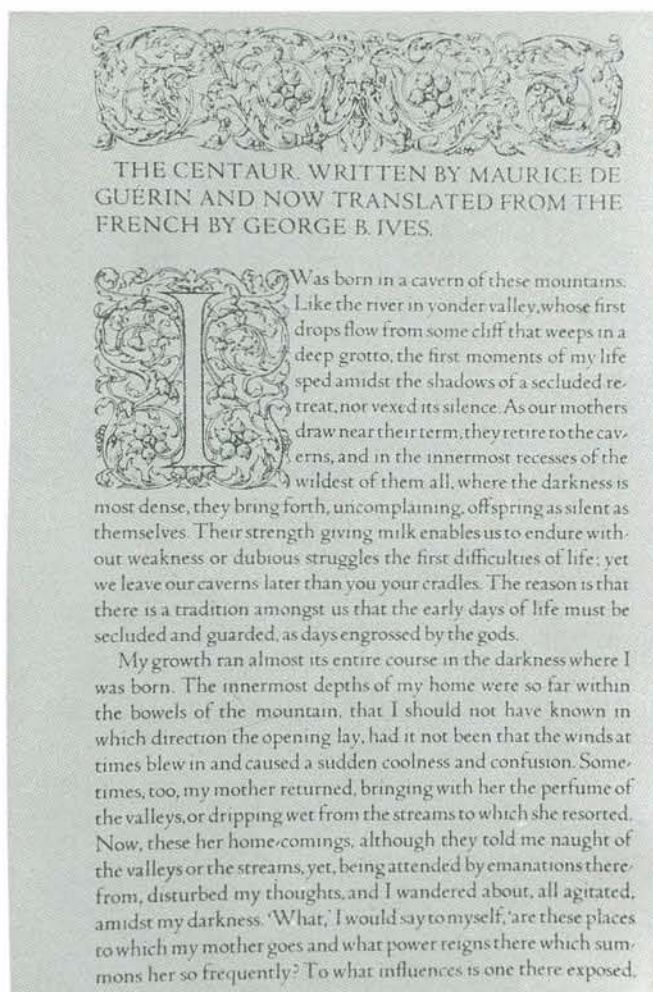 THE CENTAUR. WRITTEN BY MAURICE DE
GUÉRIN AND NOW TRANSLATED FROM THE
FRENCH BY GEORGE B. IVES.
I Was born in a cavern of these mountains.
Like the river in yonder valley, whose first
drops flow from some cliff that weeps in a
deep grotto, the first moments of my life
sped amidst the shadows of a secluded re-
treat, nor vexed its silence. As our mothers
draw near their term, they retire to the cav-
erns, and in the innermost recesses of the
wildest of them all, where the darkness is
most dense, they bring forth, uncomplaining, offspring as silent as
themselves. Their strength giving milk enables us to endure with-
out weakness or dubious struggles the first difficulties of life; yet
we leave our caverns later than you your cradles. The reason is that
there is a tradition amongst us that the early days of life must be
secluded and guarded, as days engrossed by the gods.
My growth ran almost its entire course in the darkness where I
was born. The innermost depths of my home were so far within
the bowels of the mountain, that I should not have known in
which direction the opening lay, had it not been that the winds at
times blew in and caused a sudden coolness and confusion. Some-
times, too, my mother returned, bringing with her the perfume of
the valleys, or dripping wet from the streams to which she resorted.
Now, these her home-comings, although they told me naught of
the valleys or the streams, yet, being attended by emanations there-
from, disturbed my thoughts, and I wandered about, all agitated,
amidst my darkness. 'What,' I would say to myself, 'are these places
to which my mother goes and what power reigns there which sum-
mons her so frequently? To what influences is one there exposed,